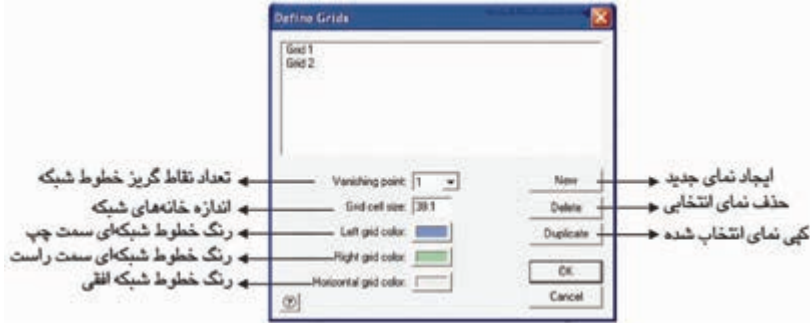 Define Grids
Grid 1
Grid 2
تعداد نقاط گریز خطوط شبکه
Vanishing point: 1
New
ایجاد نمای جدید
اندازه خانه‌های شبکه
Grid cell size: 38.1
Delete
حذف نمای انتخابی
رنگ خطوط شبکه‌ای سمت چپ
Left grid color:
Duplicate
کپی نمای انتخاب شده
رنگ خطوط شبکه‌ای سمت راست
Right grid color:
OK
رنگ خطوط شبکه افقی
Horizontal grid color:
Cancel
?